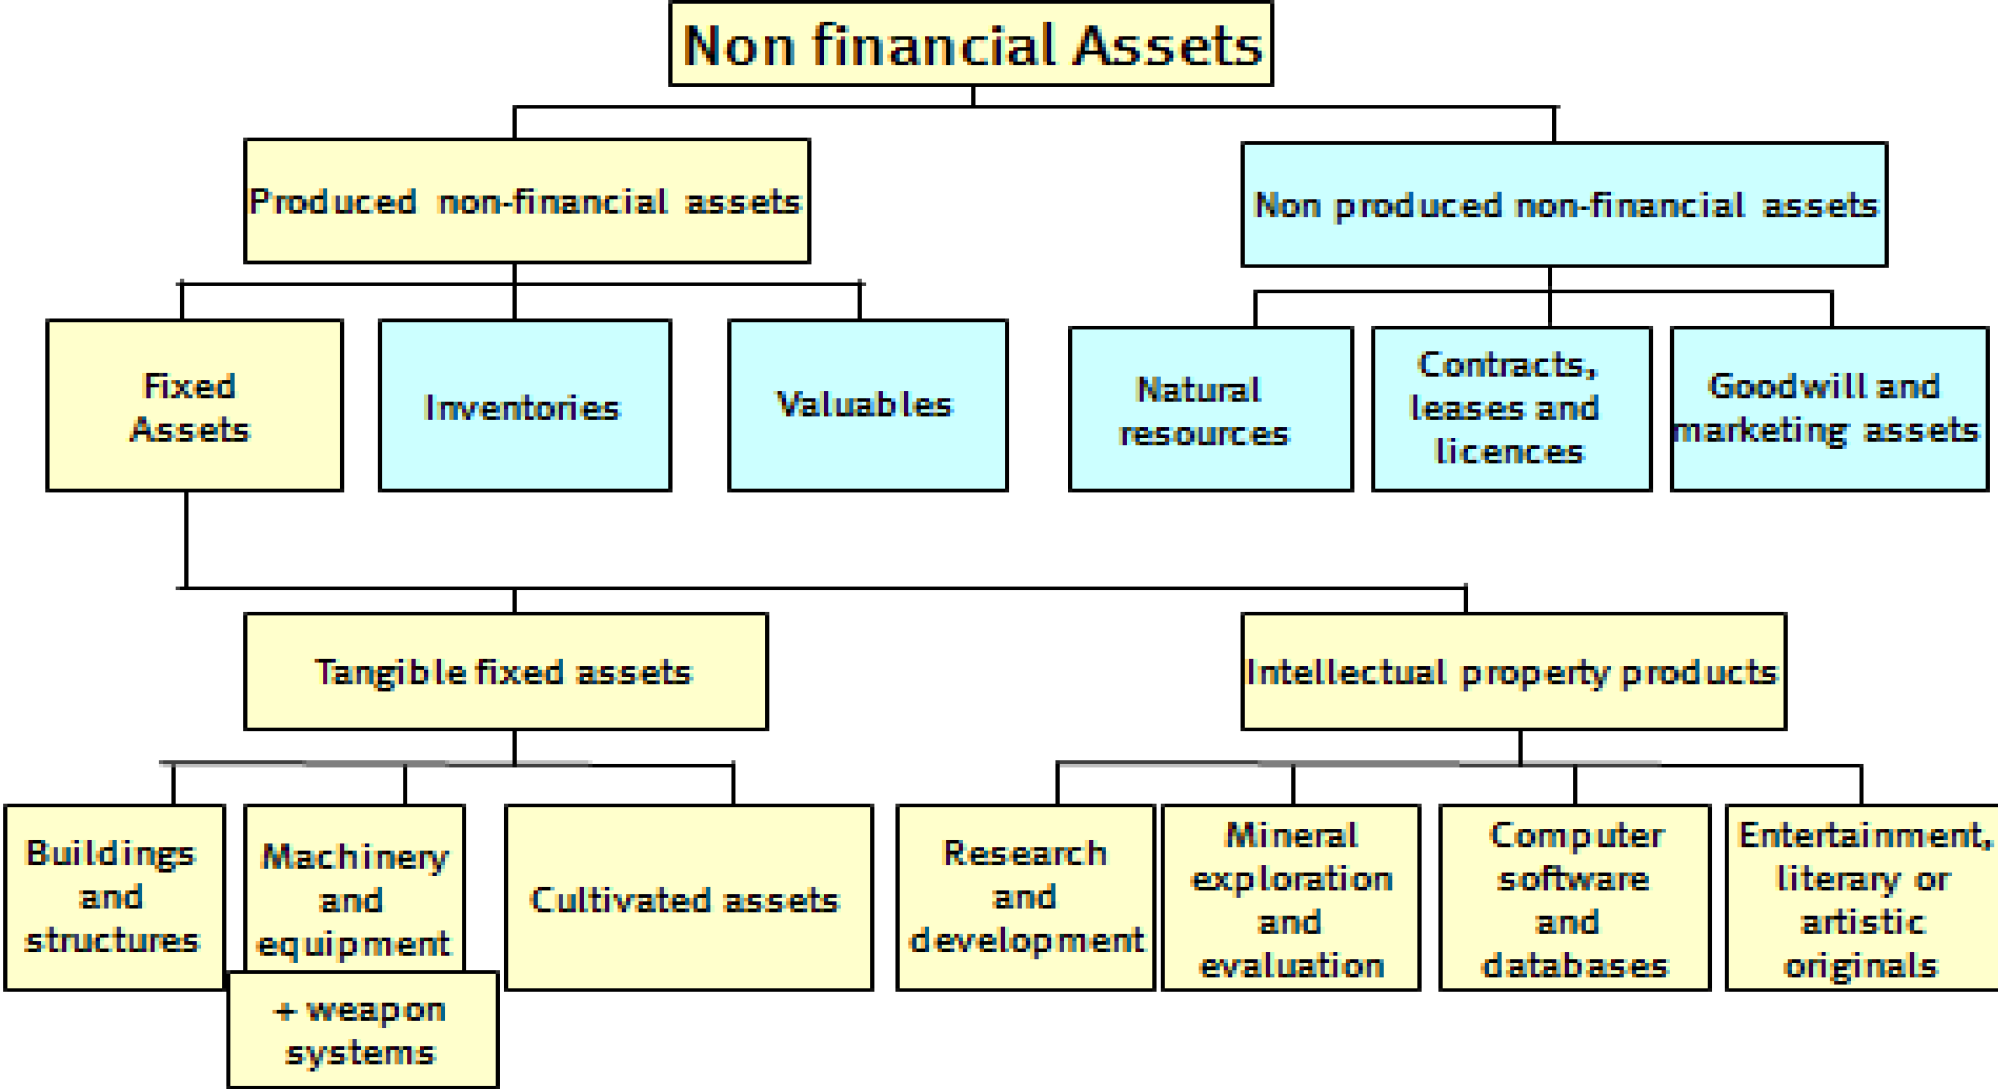 Non financial Assets
Produced non-financial assets
Non produced non-financial assets
Fixed
Assets
Inventories
Valuables
Natural
resources
Contracts,
leases and
licences
Goodwill and
marketing assets
Tangible fixed assets
Intellectual property products
Buildings
and
structures
Machinery
and
equipment
+ weapon
systems
Cultivated assets
Research
and
development
Mineral
exploration
and
evaluation
Computer
software
and
databases
Entertainment,
literary or
artistic
originals